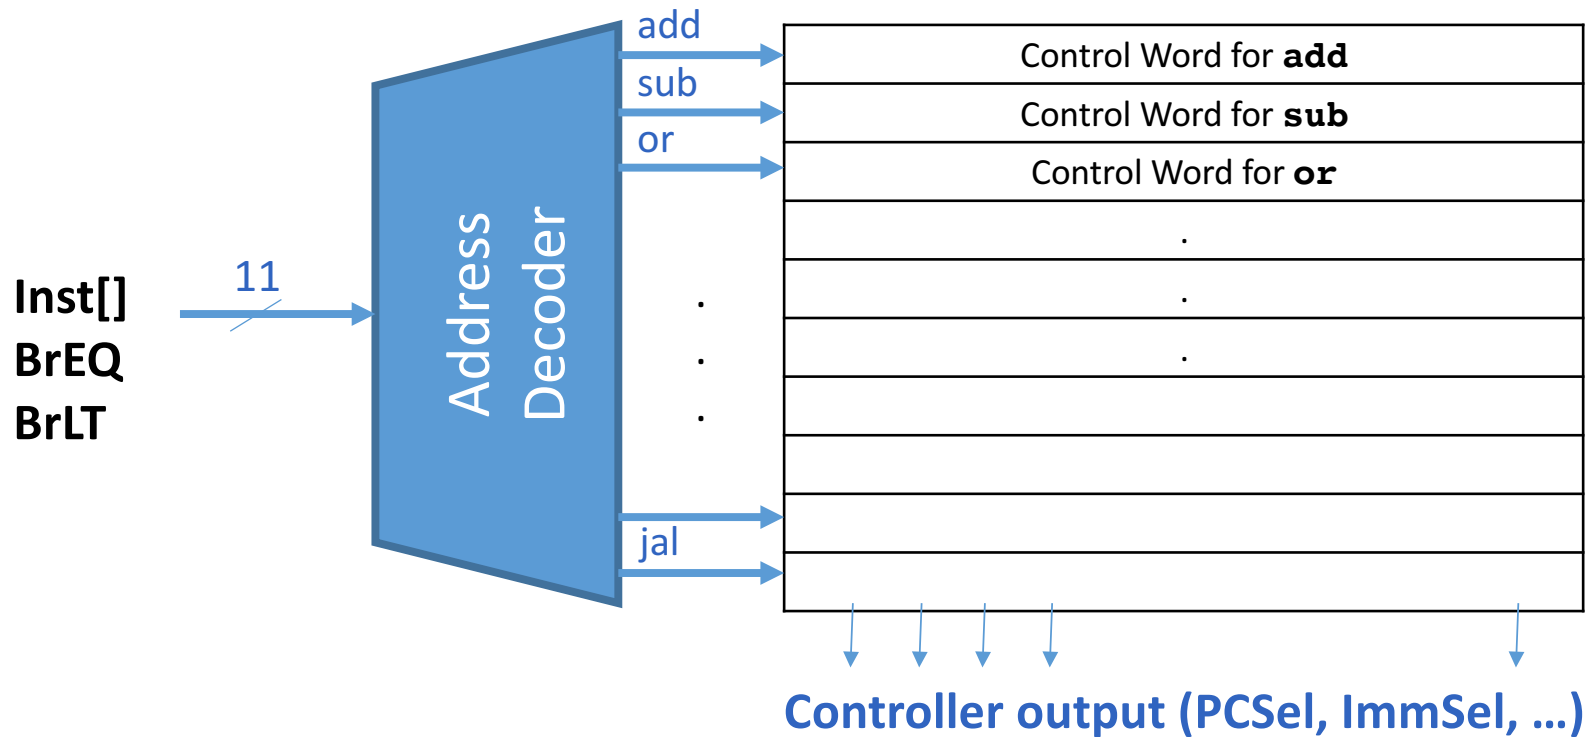 add
Control Word for add
sub
Control Word for sub
or
Control Word for or
.
.
.
Inst[]
BrEQ
BrLT
11
Address
Decoder
.
.
.
jal
Controller output (PCSel, ImmSel, …)